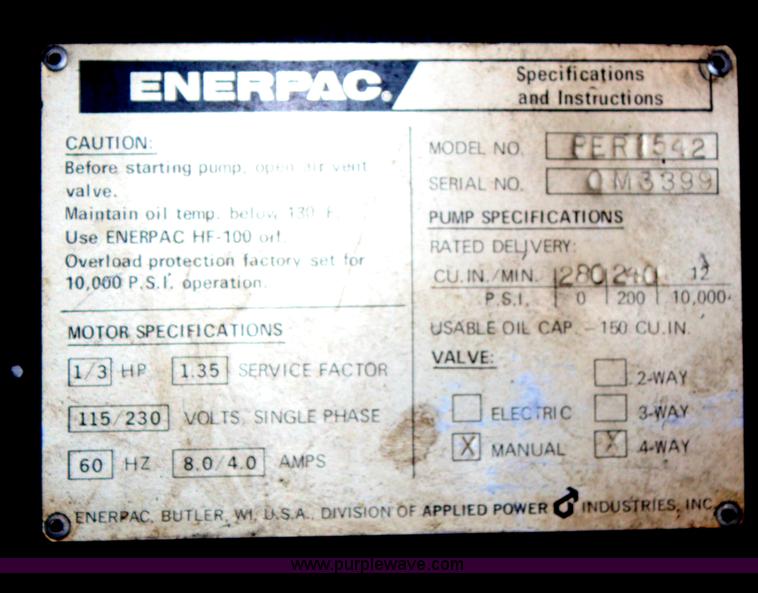 ENERPAC.
Specifications
and Instructions
CAUTION:
Before starting pump, open air vent
valve.
Maintain oil temp. below 130 F.
Use ENERPAC HF-100 oil.
Overload protection factory set for
10,000 P.S.I. operation.
MOTOR SPECIFICATIONS
1/3 HP 1.35 SERVICE FACTOR
115/230 VOLTS, SINGLE PHASE
60 HZ 8.0/4.0 AMPS
MODEL NO. PER1542
SERIAL NO. QM3399
PUMP SPECIFICATIONS
RATED DELIVERY:
CU.IN./MIN. 280 240 12
P.S.I. 0 200 10,000
USABLE OIL CAP. - 150 CU.IN.
VALVE:
2-WAY
ELECTRIC 3-WAY
X MANUAL X 4-WAY
ENERPAC, BUTLER, WI, U.S.A., DIVISION OF APPLIED POWER INDUSTRIES, INC.
www.purplewave.com